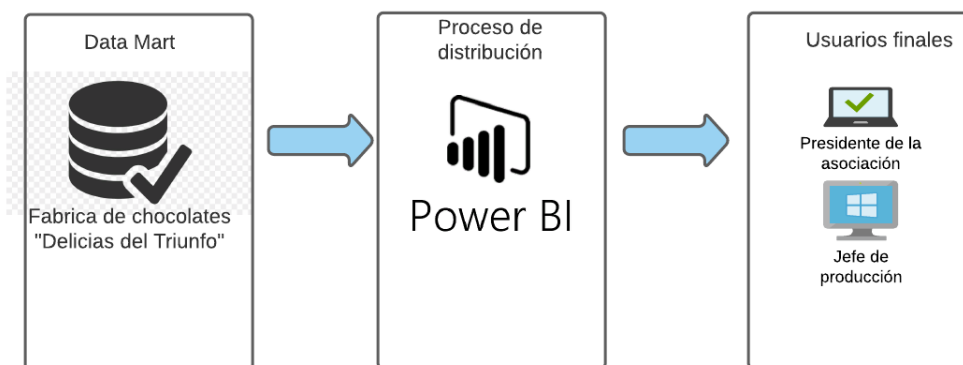 Data Mart
Fabrica de chocolates
"Delicias del Triunfo"
Proceso de
distribución
Power BI
Usuarios finales
Presidente de la
asociación
Jefe de
producción